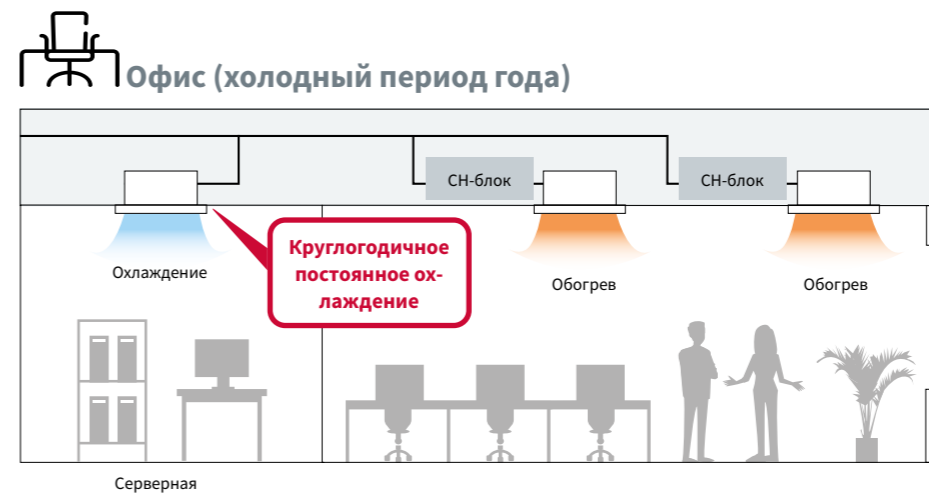 Офис (холодный период года)
СН-блок
СН-блок
Круглогодичное
постоянное ох-
лаждение
Охлаждение
Обогрев
Обогрев
Серверная